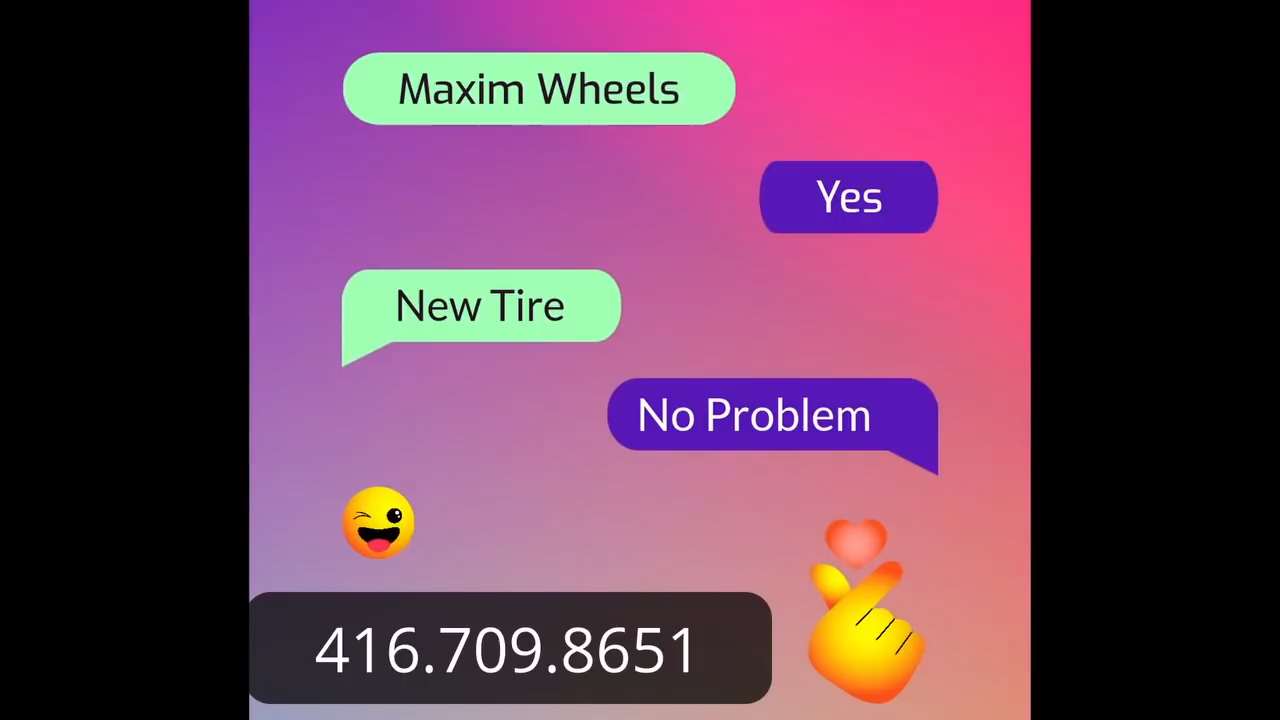 Maxim Wheels
Yes
New Tire
No Problem
416.709.8651